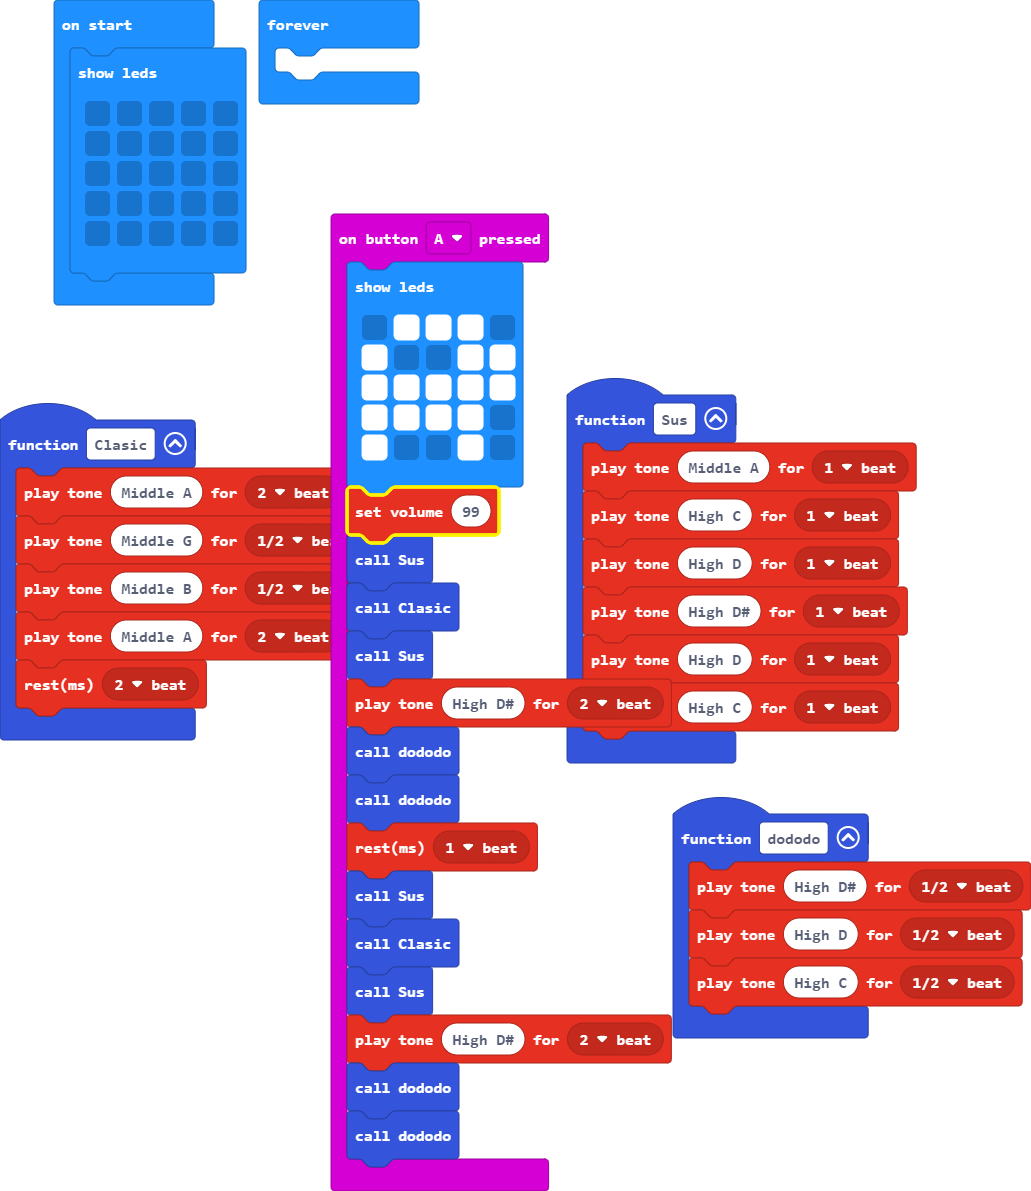 on start
show leds
forever
on button A pressed
show leds
set volume 99
call Sus
call Clasic
call Sus
play tone High D# for 2 beat
call dododo
call dododo
rest(ms) 1 beat
call Sus
call Clasic
call Sus
play tone High D# for 2 beat
call dododo
call dododo
function Clasic
play tone Middle A for 2 beat
play tone Middle G for 1/2 be
play tone Middle B for 1/2 be
play tone Middle A for 2 beat
rest(ms) 2 beat
function Sus
play tone Middle A for 1 beat
play tone High C for 1 beat
play tone High D for 1 beat
play tone High D# for 1 beat
play tone High D for 1 beat
High C for 1 beat
function dododo
play tone High D# for 1/2 beat
play tone High D for 1/2 beat
play tone High C for 1/2 beat